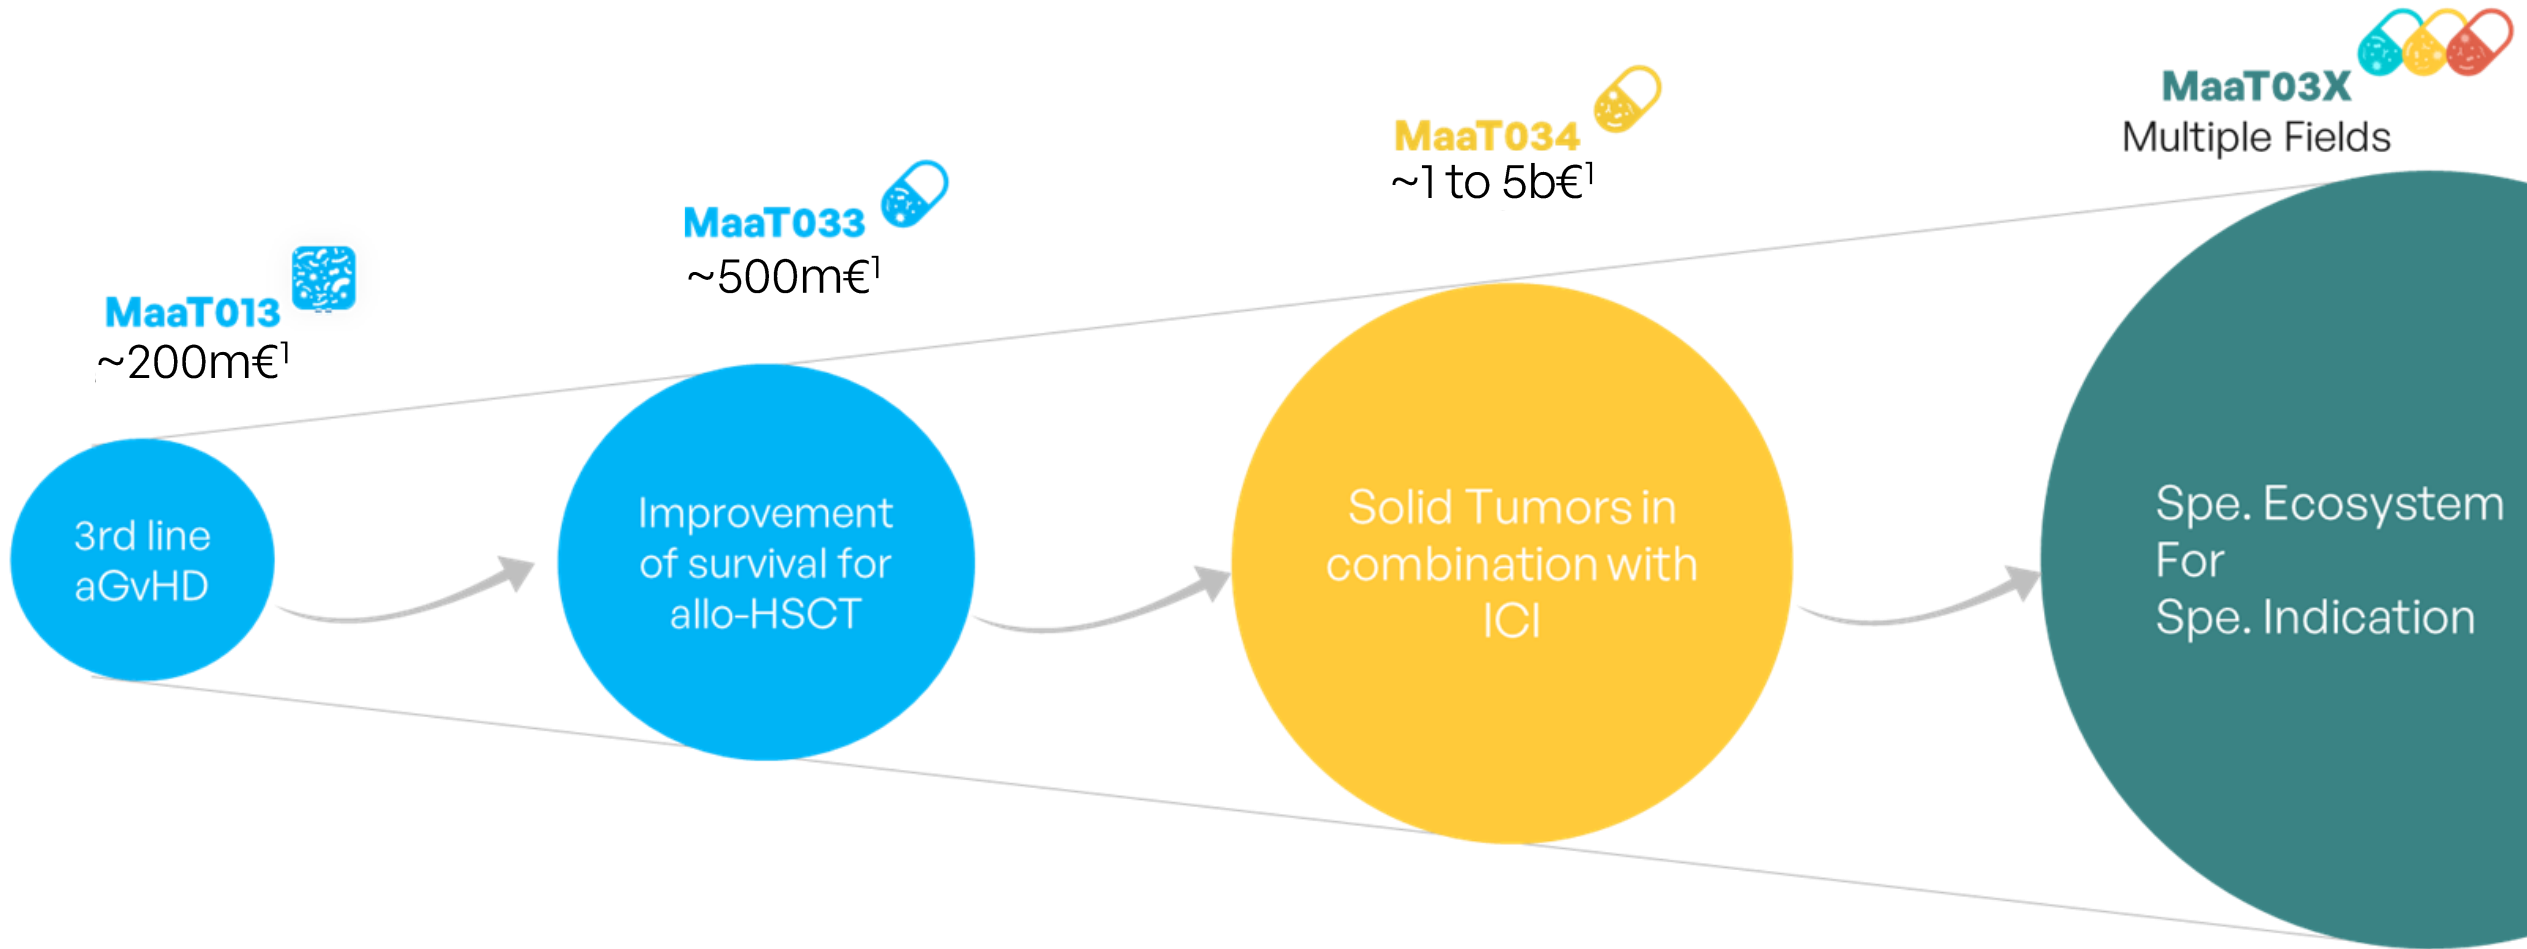 MaaT013
~200m€¹
3rd line
aGvHD
MaaT033
~500m€¹
Improvement
of survival for
allo-HSCT
MaaT034
~1 to 5b€¹
Solid Tumors in
combination with
ICI
MaaT03X
Multiple Fields
Spe. Ecosystem
For
Spe. Indication